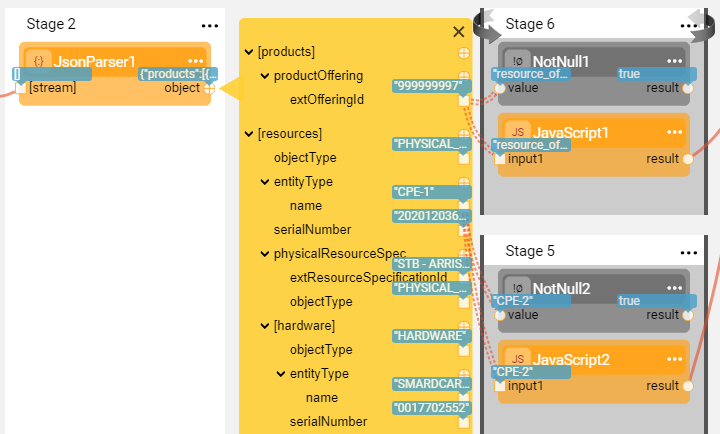 Stage 2
...
{:}
JsonParser1
...
[]
{"products":[{...
[stream]
object
[products]
productOffering
"999999997"
extOfferingId
[resources]
"PHYSICAL_...
objectType
entityType
"CPE-1"
name
"202012036...
serialNumber
physicalResourceSpec
"STB - ARRIS...
extResourceSpecificationId
"PHYSICAL_...
objectType
[hardware]
"HARDWARE"
objectType
entityType
"SMARDCAR...
name
"0017702552"
serialNumber
Stage 6
...
!ø
NotNull1
...
"resource_of...
true
value
result
JS
JavaScript1
...
"resource_of...
input1
result
Stage 5
...
!ø
NotNull2
...
"CPE-2"
true
value
result
JS
JavaScript2
...
"CPE-2"
input1
result